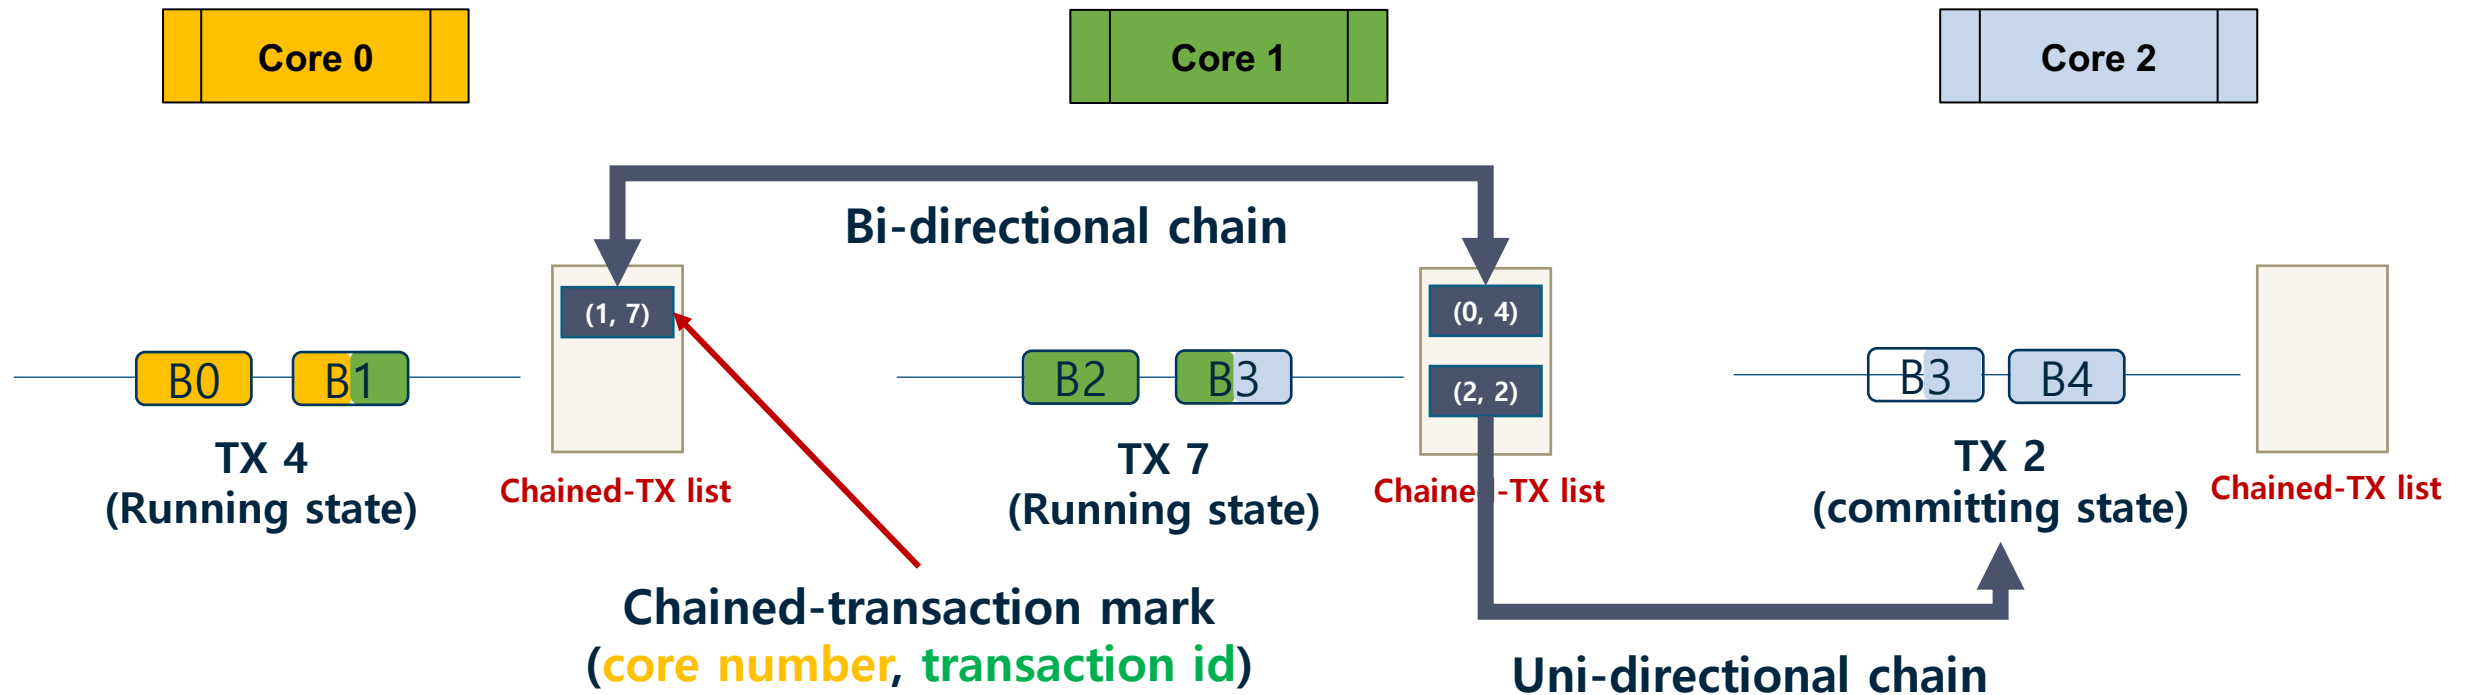 Core 0
Core 1
Core 2
Bi-directional chain
(1, 7)
(0, 4)
(2, 2)
B0
B1
B2
B3
B3
B4
TX 4
(Running state)
Chained-TX list
TX 7
(Running state)
Chained-TX list
TX 2
(committing state)
Chained-TX list
Chained-transaction mark
(core number, transaction id)
Uni-directional chain